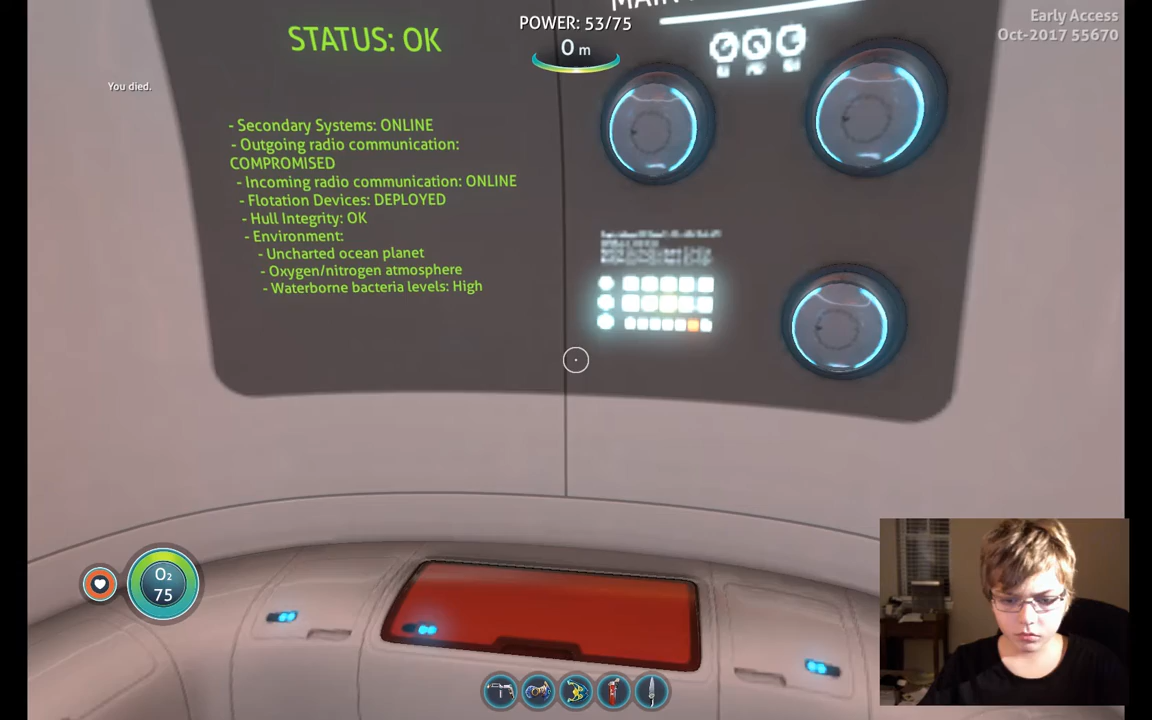 MAIN
POWER: 53/75
0 m
Early Access
Oct-2017 55670
STATUS: OK
You died.
- Secondary Systems: ONLINE
- Outgoing radio communication:
COMPROMISED
- Incoming radio communication: ONLINE
- Flotation Devices: DEPLOYED
- Hull Integrity: OK
- Environment:
- Uncharted ocean planet
- Oxygen/nitrogen atmosphere
- Waterborne bacteria levels: High
O₂
75